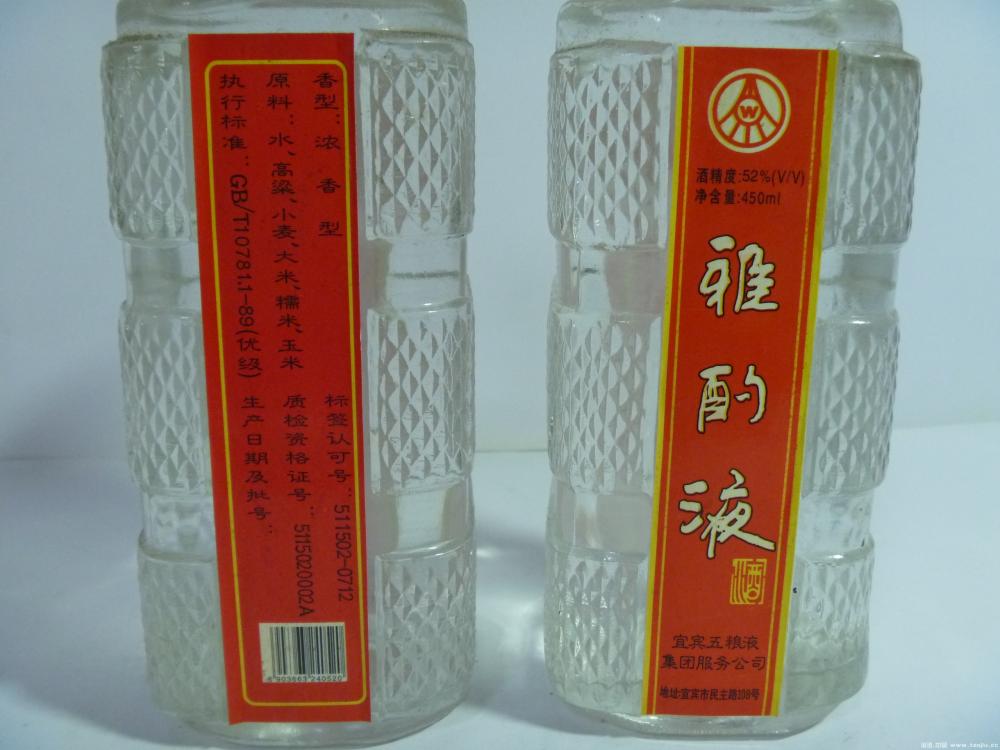 香型：浓香型
原料：水、高粱、小麦、大米、糯米、玉米
执行标准：GB/T10781.1-89(优级)
标签认可号：511502-0712
质检资格证号：5115020002A
生产日期及批号：
6 903663 240520
W
酒精度:52%(V/V)
净含量:450ml
雅酌液
酒
宜宾五粮液
集团服务公司
地址:宜宾市民主路108号